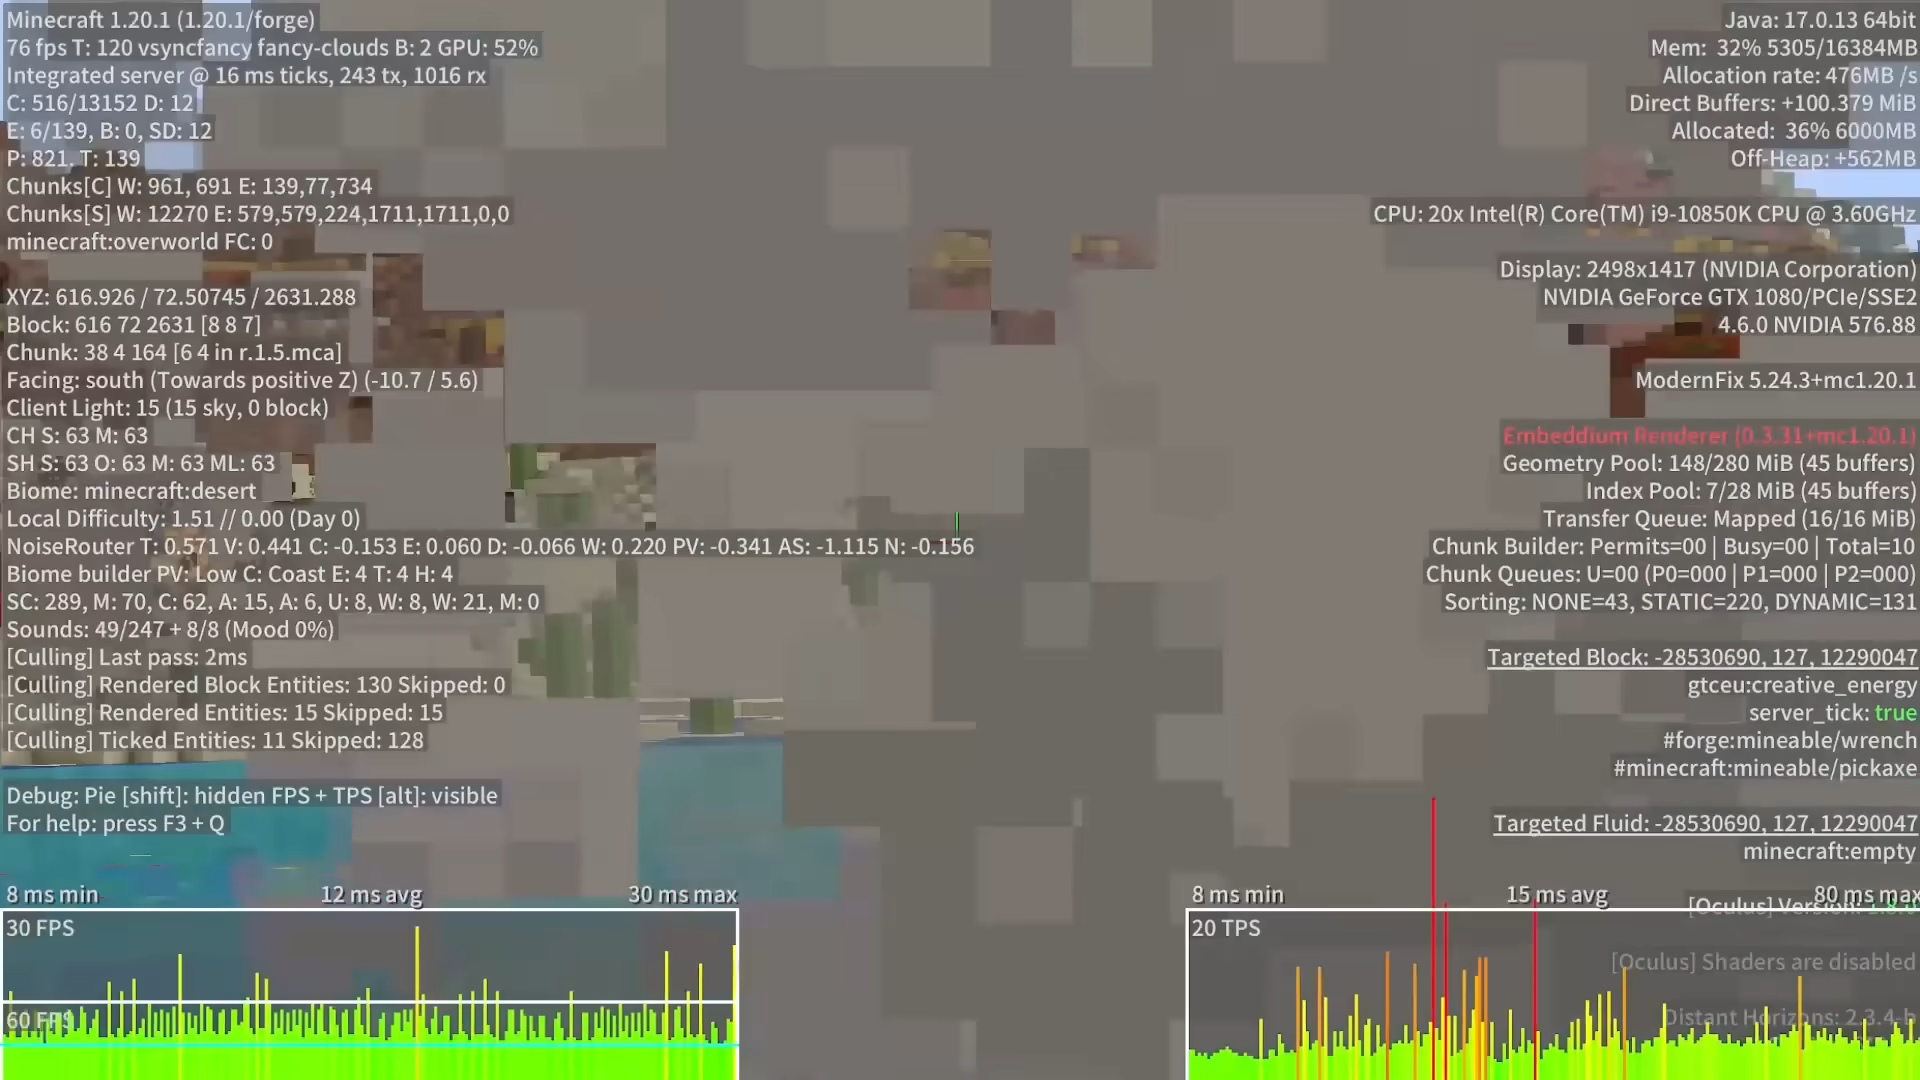 Minecraft 1.20.1 (1.20.1/forge)
76 fps T: 120 vsyncfancy fancy-clouds B: 2 GPU: 52%
Integrated server @ 16 ms ticks, 243 tx, 1016 rx
C: 516/13152 D: 12
E: 6/139, B: 0, SD: 12
P: 821. T: 139
Chunks[C] W: 961, 691 E: 139,77,734
Chunks[S] W: 12270 E: 579,579,224,1711,1711,0,0
minecraft:overworld FC: 0
XYZ: 616.926 / 72.50745 / 2631.288
Block: 616 72 2631 [8 8 7]
Chunk: 38 4 164 [6 4 in r.1.5.mca]
Facing: south (Towards positive Z) (-10.7 / 5.6)
Client Light: 15 (15 sky, 0 block)
CH S: 63 M: 63
SH S: 63 O: 63 M: 63 ML: 63
Biome: minecraft:desert
Local Difficulty: 1.51 // 0.00 (Day 0)
NoiseRouter T: 0.571 V: 0.441 C: -0.153 E: 0.060 D: -0.066 W: 0.220 PV: -0.341 AS: -1.115 N: -0.156
Biome builder PV: Low C: Coast E: 4 T: 4 H: 4
SC: 289, M: 70, C: 62, A: 15, A: 6, U: 8, W: 8, W: 21, M: 0
Sounds: 49/247 + 8/8 (Mood 0%)
[Culling] Last pass: 2ms
[Culling] Rendered Block Entities: 130 Skipped: 0
[Culling] Rendered Entities: 15 Skipped: 15
[Culling] Ticked Entities: 11 Skipped: 128
Debug: Pie [shift]: hidden FPS + TPS [alt]: visible
For help: press F3 + Q
8 ms min 12 ms avg 30 ms max
30 FPS
60 FPS
Java: 17.0.13 64bit
Mem: 32% 5305/16384MB
Allocation rate: 476MB /s
Direct Buffers: +100.379 MiB
Allocated: 36% 6000MB
Off-Heap: +562MB
CPU: 20x Intel(R) Core(TM) i9-10850K CPU @ 3.60GHz
Display: 2498x1417 (NVIDIA Corporation)
NVIDIA GeForce GTX 1080/PCIe/SSE2
4.6.0 NVIDIA 576.88
ModernFix 5.24.3+mc1.20.1
Embeddium Renderer (0.3.31+mc1.20.1)
Geometry Pool: 148/280 MiB (45 buffers)
Index Pool: 7/28 MiB (45 buffers)
Transfer Queue: Mapped (16/16 MiB)
Chunk Builder: Permits=00 | Busy=00 | Total=10
Chunk Queues: U=00 (P0=000 | P1=000 | P2=000)
Sorting: NONE=43, STATIC=220, DYNAMIC=131
Targeted Block: -28530690, 127, 12290047
gtceu:creative_energy
server_tick: true
#forge:mineable/wrench
#minecraft:mineable/pickaxe
Targeted Fluid: -28530690, 127, 12290047
minecraft:empty
8 ms min 15 ms avg 80 ms max
[Oculus] Version:
20 TPS
[Oculus] Shaders are disabled
Distant Horizons: 2.3.4-b